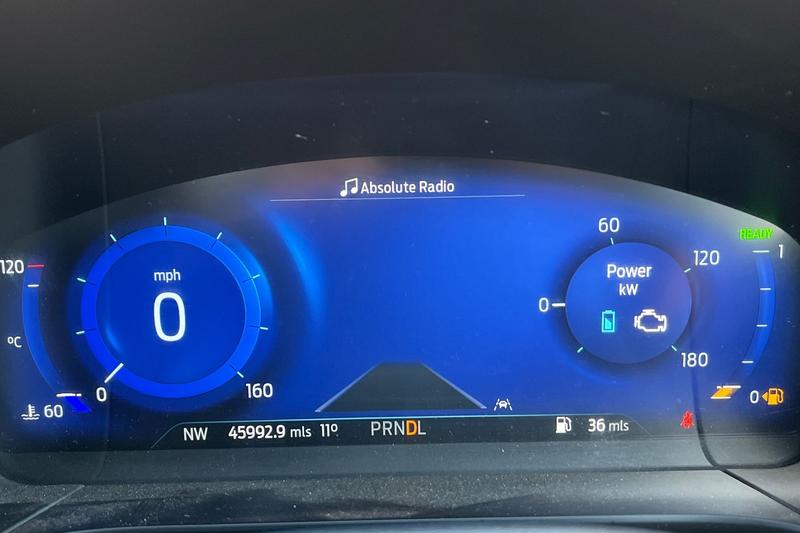 Absolute Radio
READY
60
120
mph
Power
1
120
kW
0
0
°C
180
0
160
60
0
NW 45992.9 mls 11° PRNDL 36 mls